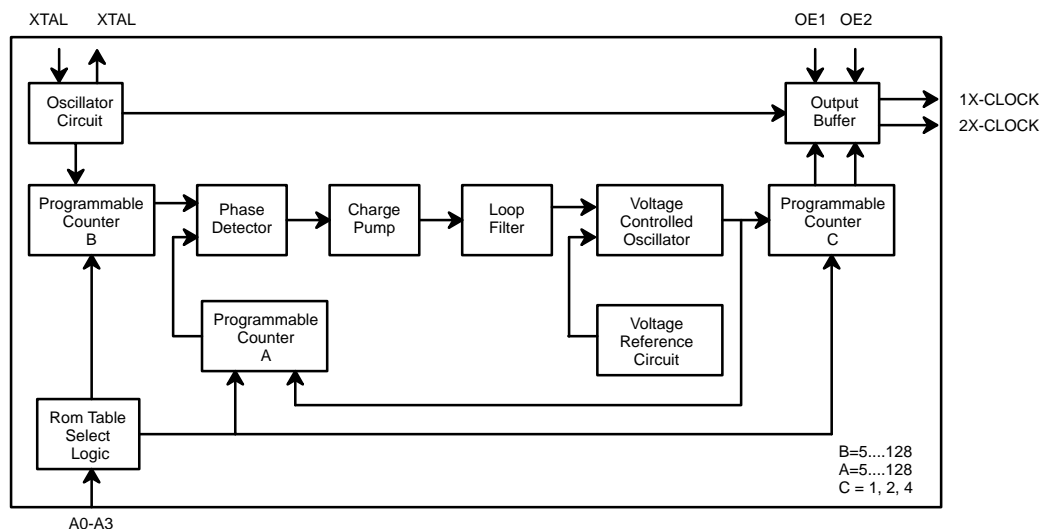 XTAL XTAL OE1 OE2
Oscillator
Circuit
Output
Buffer
1X-CLOCK
2X-CLOCK
Programmable
Counter
B
Phase
Detector
Charge
Pump
Loop
Filter
Voltage
Controlled
Oscillator
Programmable
Counter
C
Programmable
Counter
A
Voltage
Reference
Circuit
Rom Table
Select
Logic
B=5....128
A=5....128
C = 1, 2, 4
A0-A3